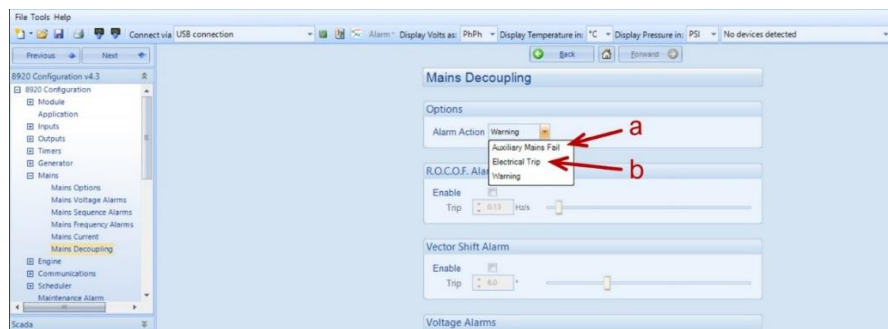 File Tools Help
Connect via USB connection Alarm Display Volts as: PhPh Display Temperature in: °C Display Pressure in: PSI No devices detected
Previous Next Back Forward
8920 Configuration v4.3
8920 Configuration
Module
Application
Inputs
Outputs
Timers
Generator
Mains
Mains Options
Mains Voltage Alarms
Mains Sequence Alarms
Mains Frequency Alarms
Mains Current
Mains Decoupling
Engine
Communications
Scheduler
Maintenance Alarm
Scada
Mains Decoupling
Options
Alarm Action Warning
a
Auxiliary Mains Fail
Electrical Trip
b
Warning
R.O.C.O.F. Ala
Enable
Trip 0.13 Hz/s
Vector Shift Alarm
Enable
Trip 6.0 °
Voltage Alarms